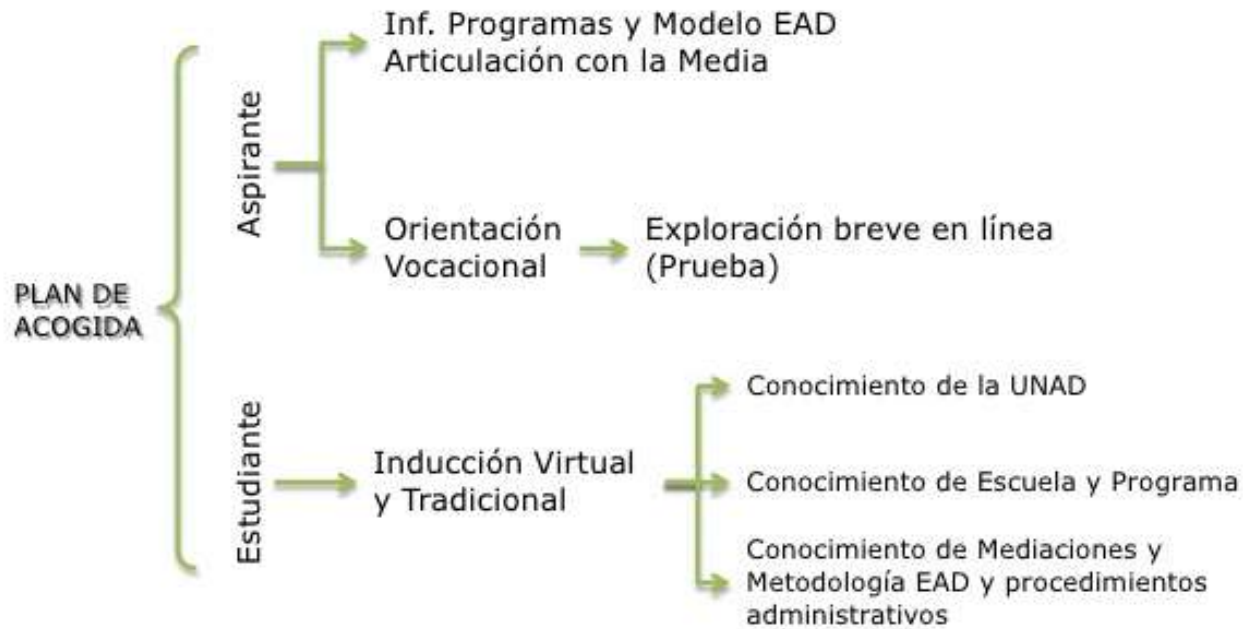 PLAN DE
ACOGIDA
Aspirante
Inf. Programas y Modelo EAD
Articulación con la Media
Orientación
Vocacional
Exploración breve en línea
(Prueba)
Estudiante
Inducción Virtual
y Tradicional
Conocimiento de la UNAD
Conocimiento de Escuela y Programa
Conocimiento de Mediaciones y
Metodología EAD y procedimientos
administrativos